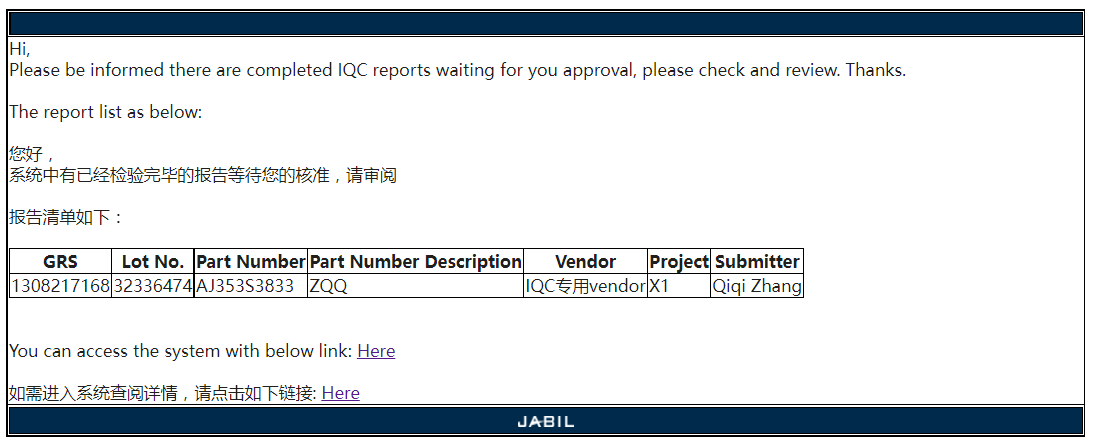 Hi,
Please be informed there are completed IQC reports waiting for you approval, please check and review. Thanks.
The report list as below:
您好，
系统中有已经检验完毕的报告等待您的核准，请审阅
报告清单如下：
GRS Lot No. Part Number Part Number Description Vendor Project Submitter
1308217168 32336474 AJ353S3833 ZQQ IQC专用vendor X1 Qiqi Zhang
You can access the system with below link: Here
如需进入系统查阅详情，请点击如下链接: Here
JABIL